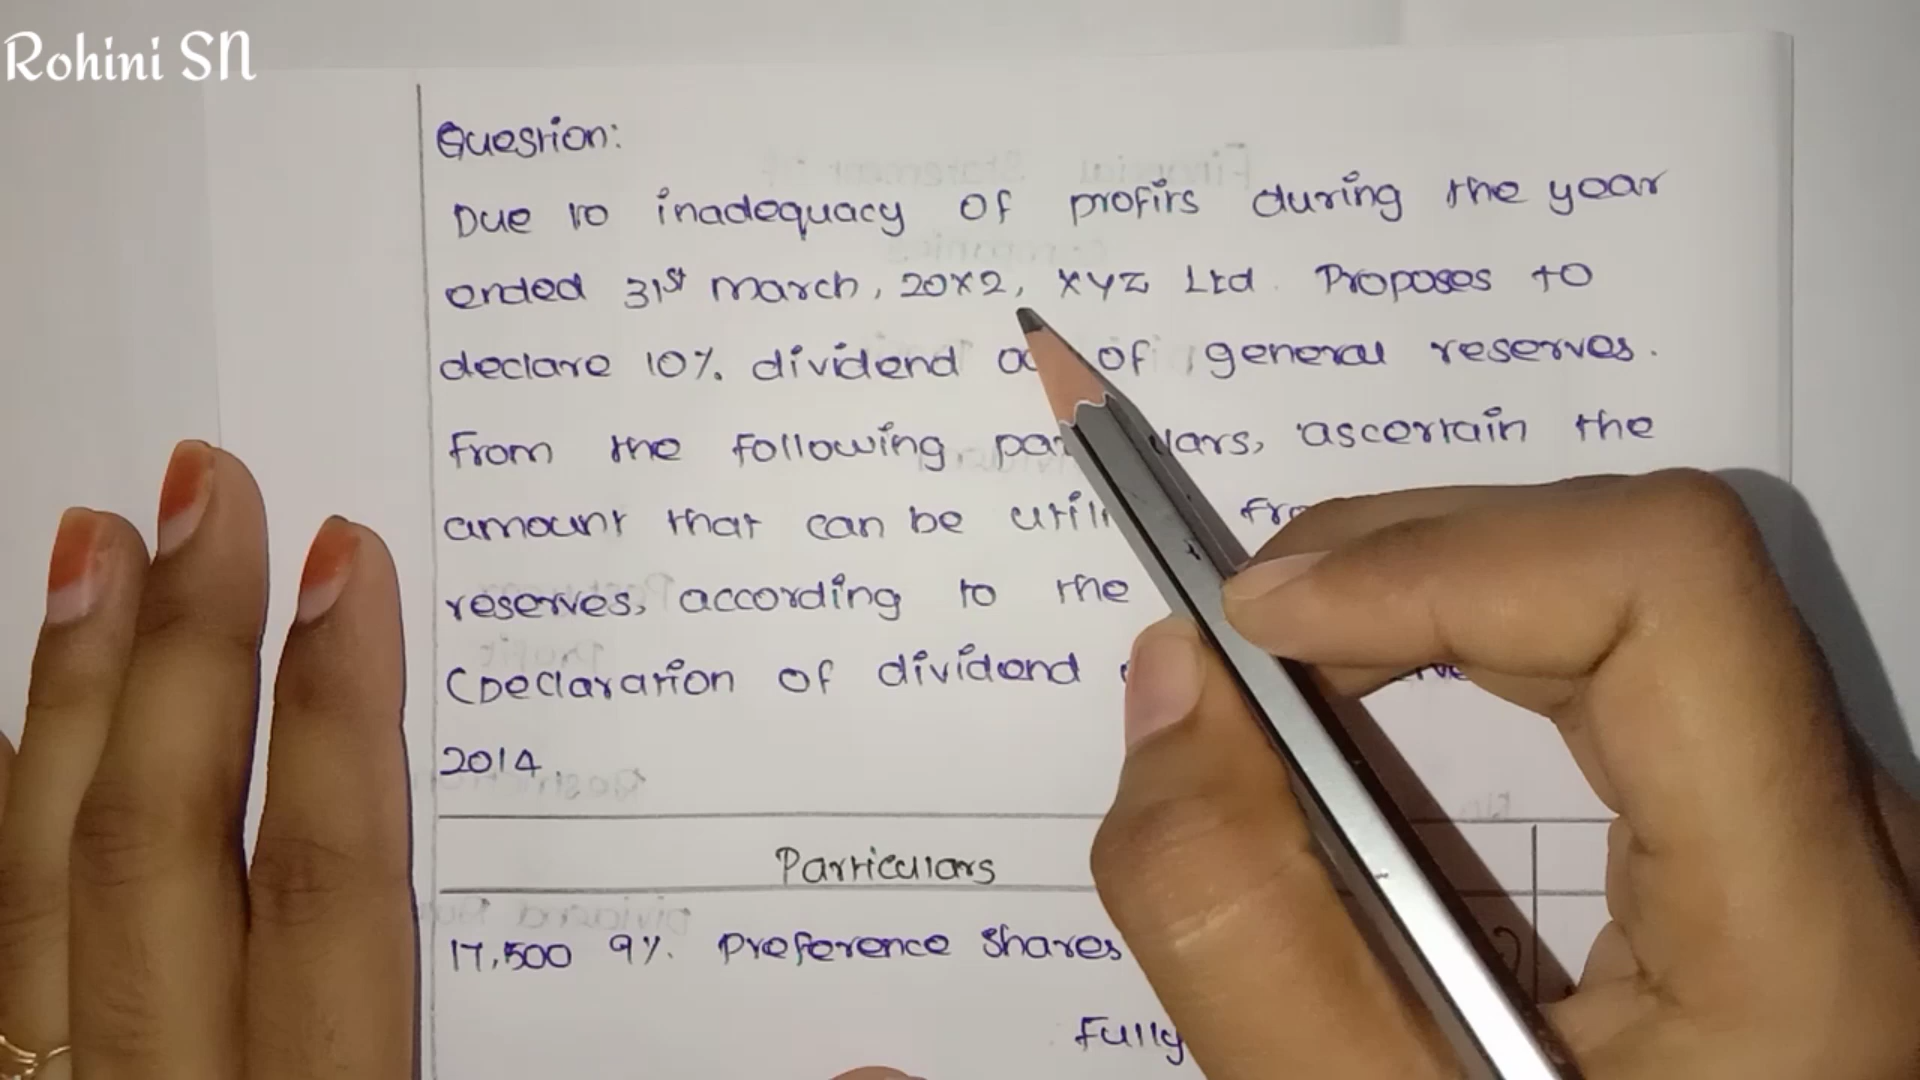 Rohini SN
Question:
Due to inadequacy of profits during the year
ended 31st march, 20X2, XYZ Ltd. Proposes to
declare 10% dividend of general reserves.
From the following, ascertain the
amount that can be
reserves, according to the
(Declaration of dividend
2014.
Particulars
17,500 9%. Preference Shares
Fully